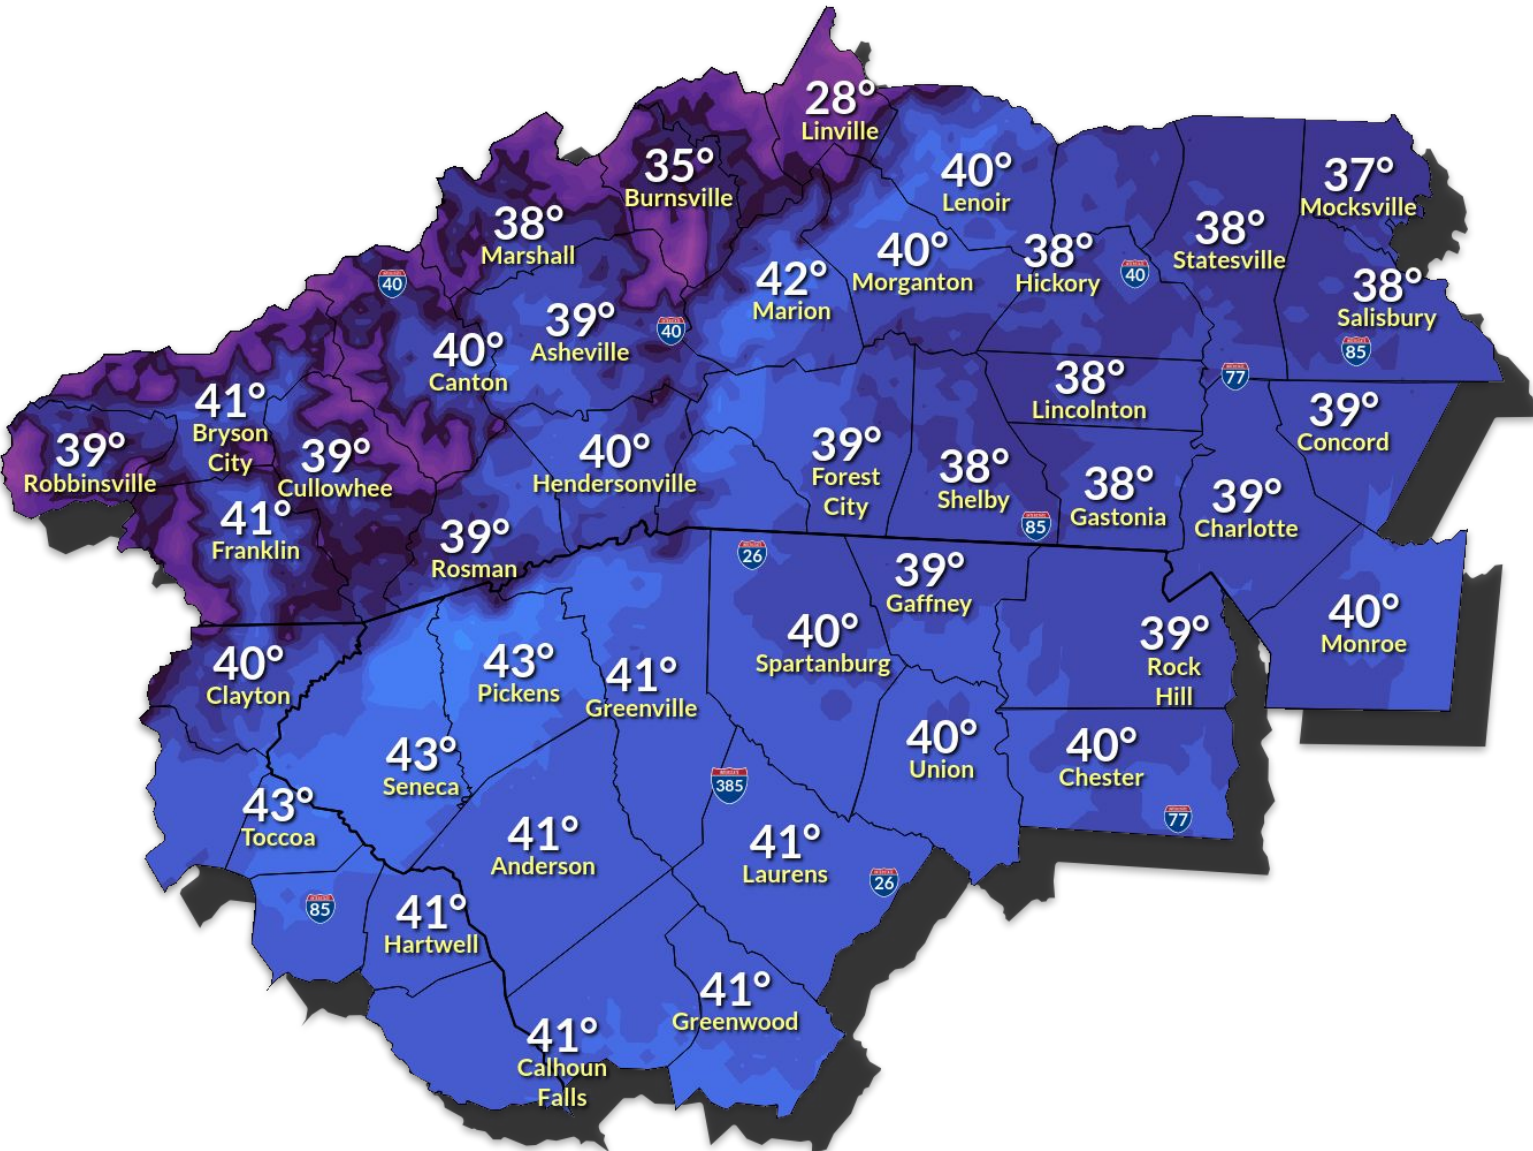 28°
Linville
35°
Burnsville
40°
Lenoir
37°
Mocksville
38°
Marshall
38°
Statesville
40°
Morganton
38°
Hickory
40
42°
Marion
40
38°
Salisbury
85
39°
Asheville
40
40°
Canton
77
38°
Lincolnton
41°
Bryson
City
39°
Concord
39°
Robbinsville
39°
Cullowhee
40°
Hendersonville
39°
Forest
City
38°
Shelby
38°
Gastonia
39°
Charlotte
85
41°
Franklin
39°
Rosman
26
39°
Gaffney
40°
Monroe
40°
Spartanburg
39°
Rock
Hill
40°
Clayton
43°
Pickens
41°
Greenville
43°
Seneca
40°
Union
40°
Chester
385
77
43°
Toccoa
41°
Anderson
41°
Laurens
26
85
41°
Hartwell
41°
Greenwood
41°
Calhoun
Falls